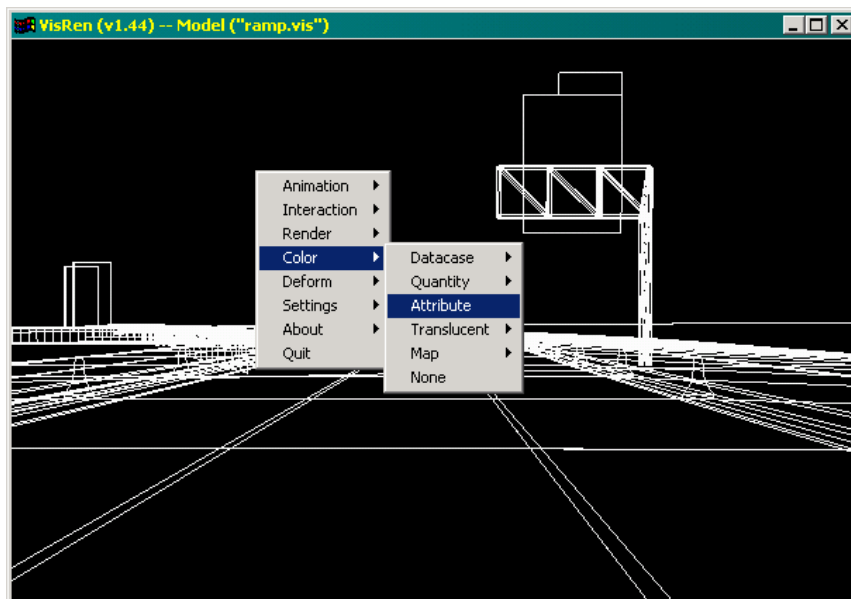 VisRen (v1.44) -- Model ("ramp.vis")
Animation
Interaction
Render
Color
Deform
Settings
About
Quit
Datacase
Quantity
Attribute
Translucent
Map
None